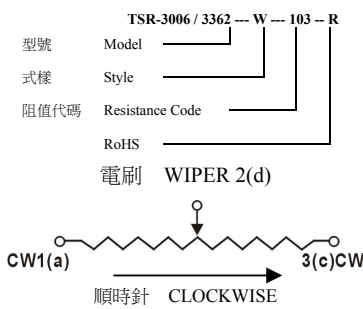 TSR-3006 / 3362 --- W --- 103 -- R
型號 Model
式樣 Style
阻值代碼 Resistance Code
RoHS
電刷 WIPER 2(d)
CW1(a) 3(c)CW
順時針 CLOCKWISE